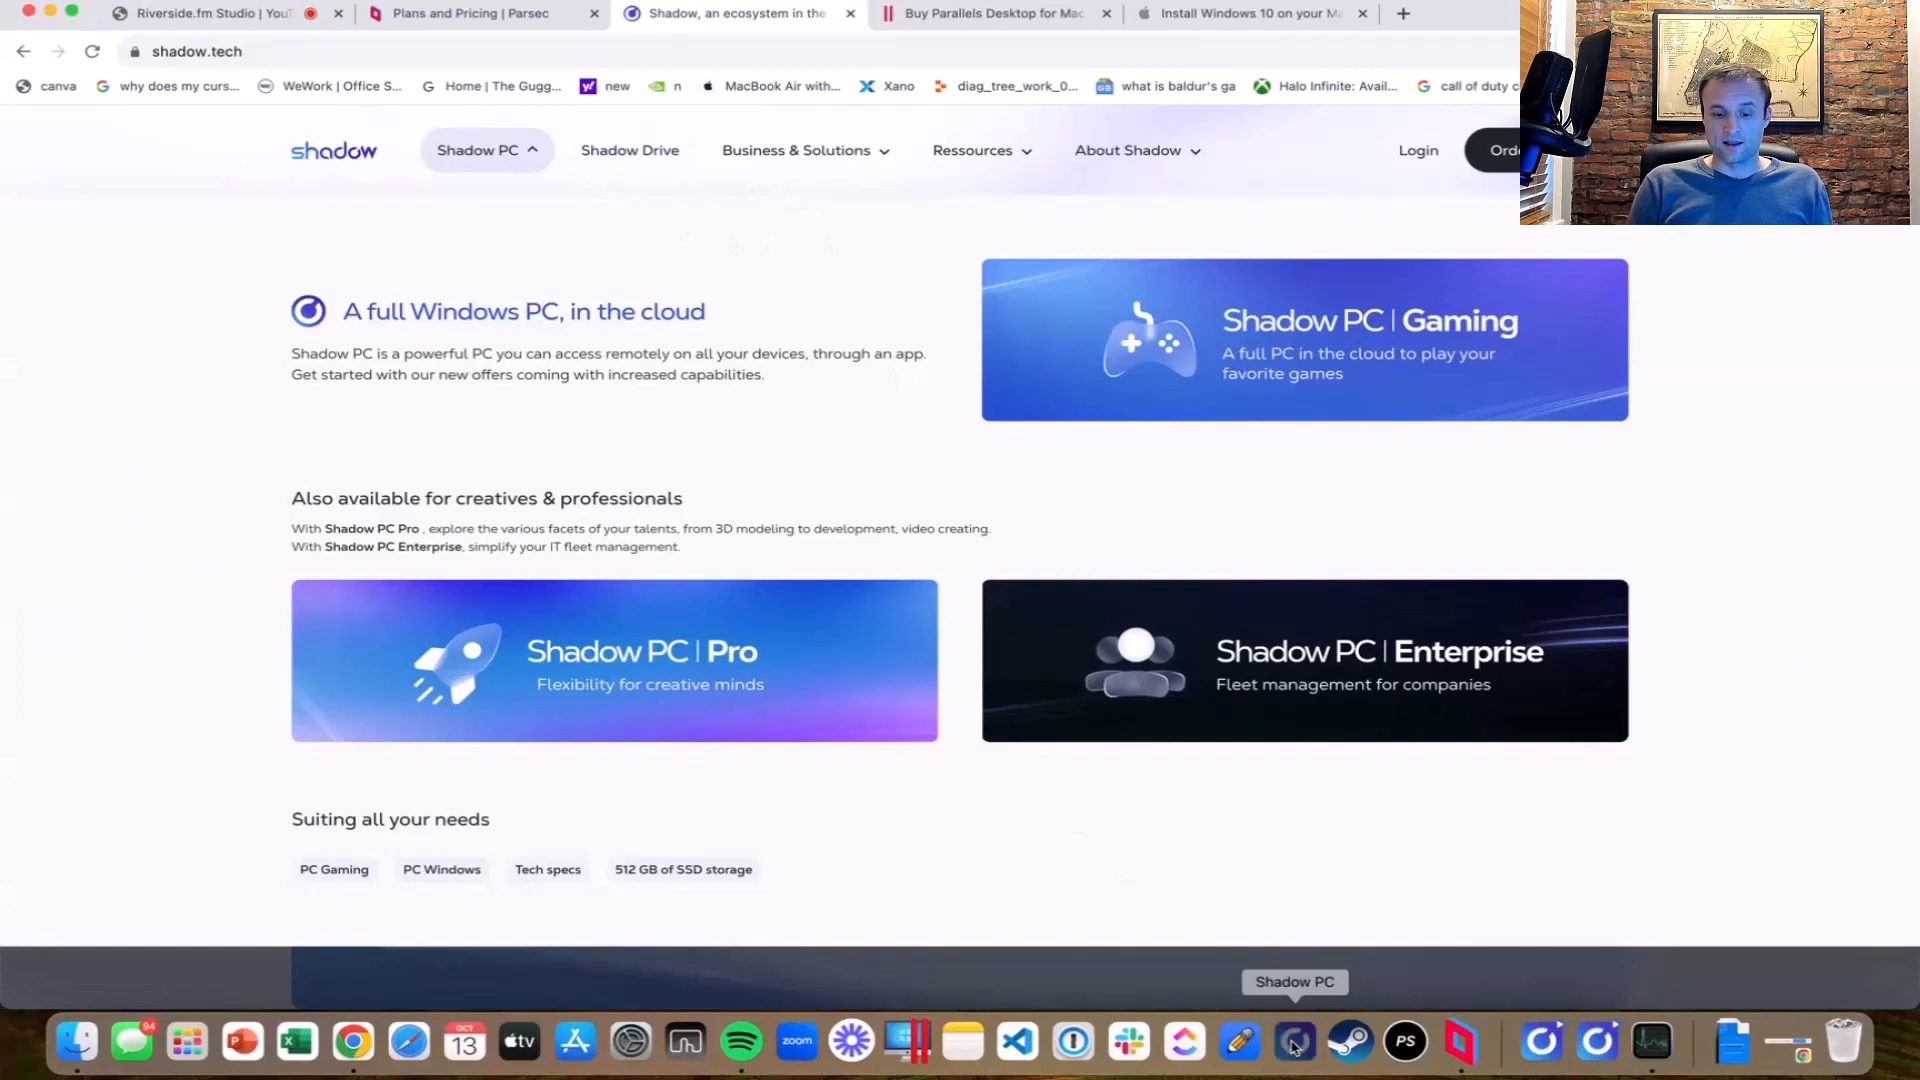 Riverside.fm Studio | You
Plans and Pricing | Parsec
Shadow, an ecosystem in the
Buy Parallels Desktop for Mac
Install Windows 10 on your Ma
shadow.tech
canva
why does my curs...
WeWork | Office S...
Home | The Gugg...
new
n
MacBook Air with...
Xano
diag_tree_work_0...
what is baldur's ga
Halo Infinite: Avail...
call of duty c
shadow
Shadow PC
Shadow Drive
Business & Solutions
Ressources
About Shadow
Login
Orde
A full Windows PC, in the cloud
Shadow PC is a powerful PC you can access remotely on all your devices, through an app.
Get started with our new offers coming with increased capabilities.
Shadow PC | Gaming
A full PC in the cloud to play your
favorite games
Also available for creatives & professionals
With Shadow PC Pro , explore the various facets of your talents, from 3D modeling to development, video creating.
With Shadow PC Enterprise, simplify your IT fleet management.
Shadow PC | Pro
Flexibility for creative minds
Shadow PC | Enterprise
Fleet management for companies
Suiting all your needs
PC Gaming
PC Windows
Tech specs
512 GB of SSD storage
Shadow PC
94
OCT
13
tv
zoom
PS